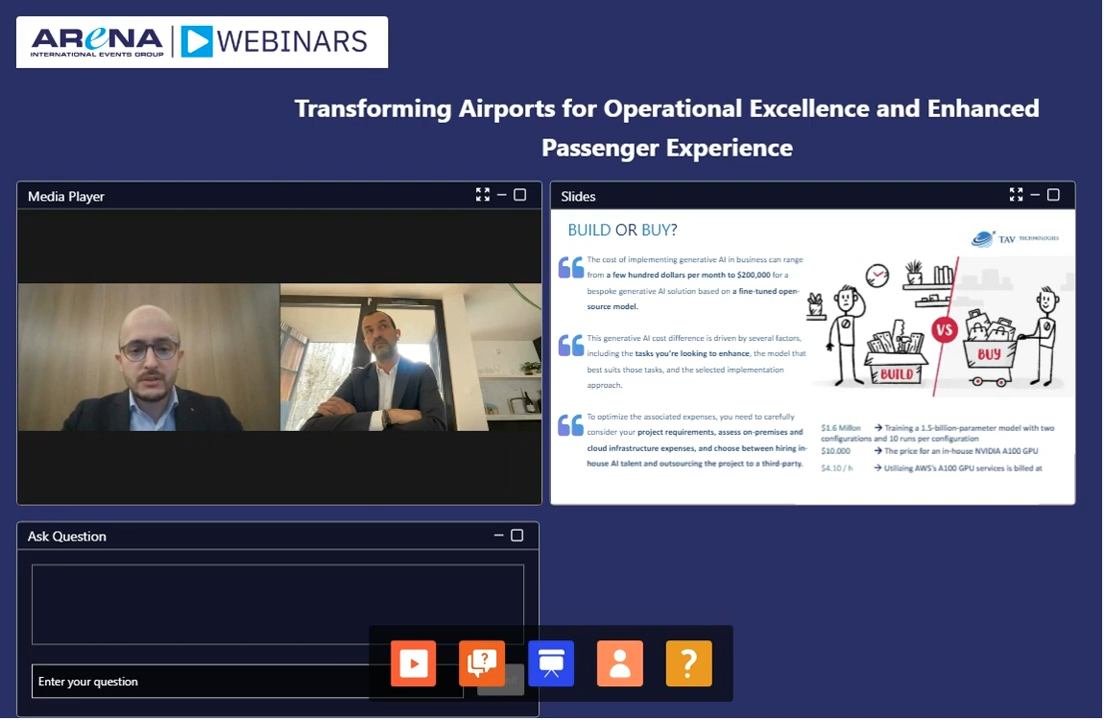 ARENA
INTERNATIONAL EVENTS GROUP
WEBINARS
Transforming Airports for Operational Excellence and Enhanced
Passenger Experience
Media Player
Slides
BUILD OR BUY?
TAV TECHNOLOGIES
The cost of implementing generative AI in business can range
from a few hundred dollars per month to $200,000 for a
bespoke generative AI solution based on a fine-tuned open-
source model.
This generative AI cost difference is driven by several factors,
including the tasks you're looking to enhance, the model that
best suits those tasks, and the selected implementation
approach.
To optimize the associated expenses, you need to carefully
consider your project requirements, assess on-premises and
cloud infrastructure expenses, and choose between hiring in-
house AI talent and outsourcing the project to a third-party.
BUILD
VS
BUY
$1.6 Millon → Training a 1.5-billion-parameter model with two
configurations and 10 runs per configuration
$10.000 → The price for an in-house NVIDIA A100 GPU
$4.10 / h → Utilizing AWS's A100 GPU services is billed at
Ask Question
Enter your question